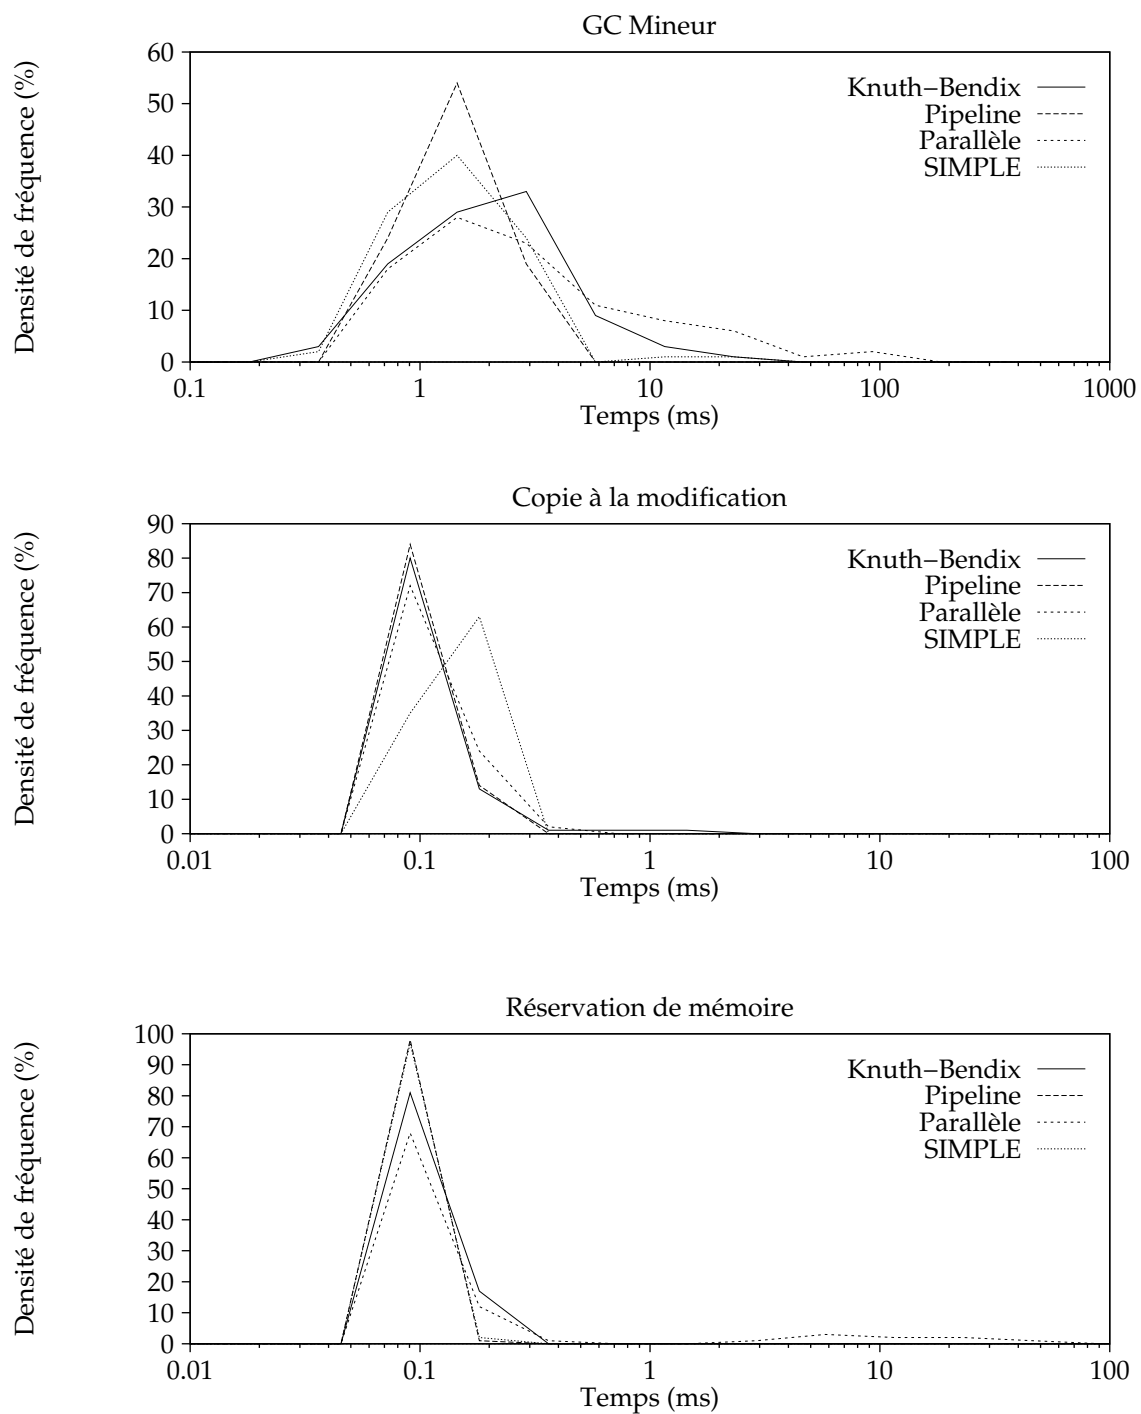 GC Mineur
Densité de fréquence (%)
60
50
40
30
20
10
0
Knuth−Bendix
Pipeline
Parallèle
SIMPLE
0.1 1 10 100 1000
Temps (ms)
Copie à la modification
Densité de fréquence (%)
90
80
70
60
50
40
30
20
10
0
Knuth−Bendix
Pipeline
Parallèle
SIMPLE
0.01 0.1 1 10 100
Temps (ms)
Réservation de mémoire
Densité de fréquence (%)
100
90
80
70
60
50
40
30
20
10
0
Knuth−Bendix
Pipeline
Parallèle
SIMPLE
0.01 0.1 1 10 100
Temps (ms)